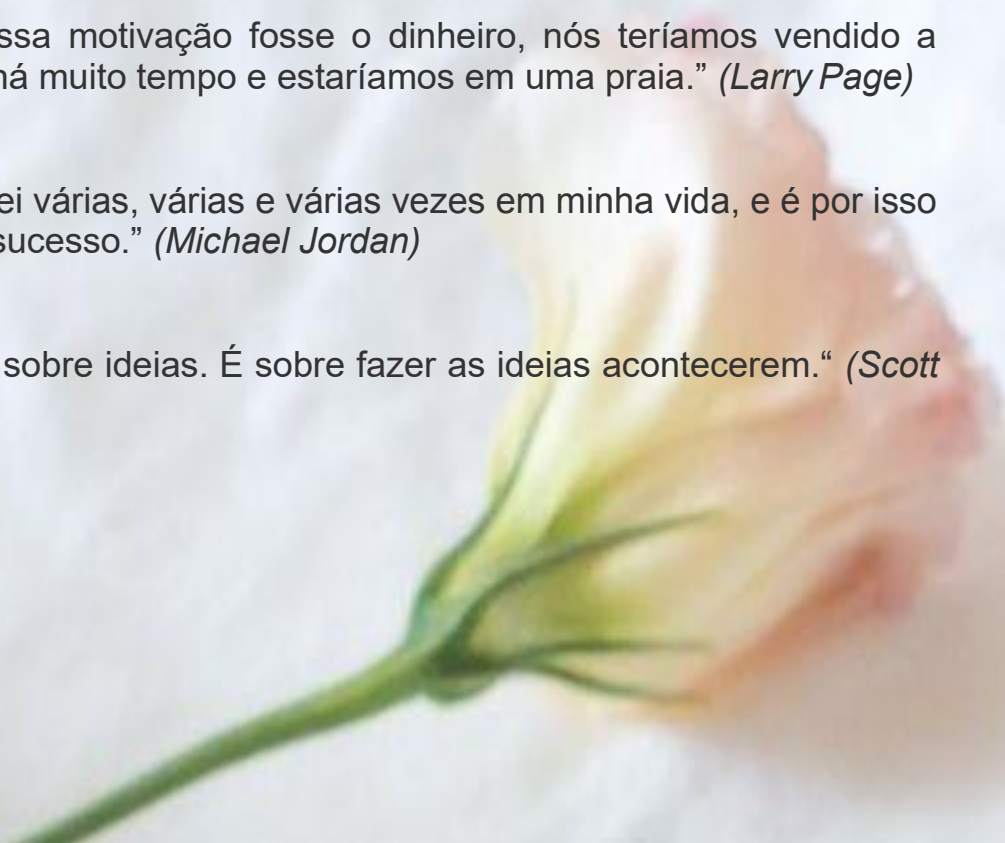 ssa motivação fosse o dinheiro, nós teríamos vendido a
há muito tempo e estaríamos em uma praia.” (Larry Page)
ei várias, várias e várias vezes em minha vida, e é por isso
sucesso.” (Michael Jordan)
sobre ideias. É sobre fazer as ideias acontecerem.“ (Scott